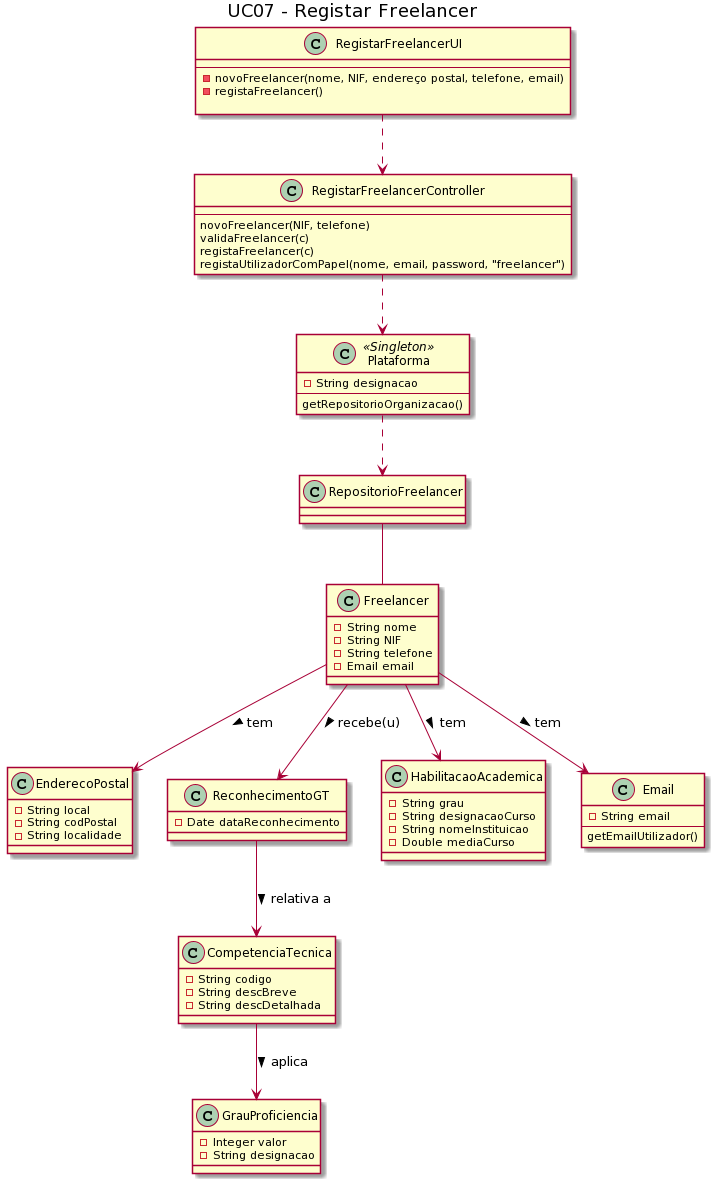 UC07 - Registar Freelancer
C RegistarFreelancerUI
novoFreelancer(nome, NIF, endereço postal, telefone, email)
registaFreelancer()
C RegistarFreelancerController
novoFreelancer(NIF, telefone)
validaFreelancer(c)
registaFreelancer(c)
registaUtilizadorComPapel(nome, email, password, "freelancer")
C «Singleton»
Plataforma
String designacao
getRepositorioOrganizacao()
C RepositorioFreelancer
C Freelancer
String nome
String NIF
String telefone
Email email
tem
recebe(u)
tem
tem
C EnderecoPostal
String local
String codPostal
String localidade
C ReconhecimentoGT
Date dataReconhecimento
C HabilitacaoAcademica
String grau
String designacaoCurso
String nomeInstituicao
Double mediaCurso
C Email
String email
getEmailUtilizador()
relativa a
C CompetenciaTecnica
String codigo
String descBreve
String descDetalhada
aplica
C GrauProficiencia
Integer valor
String designacao